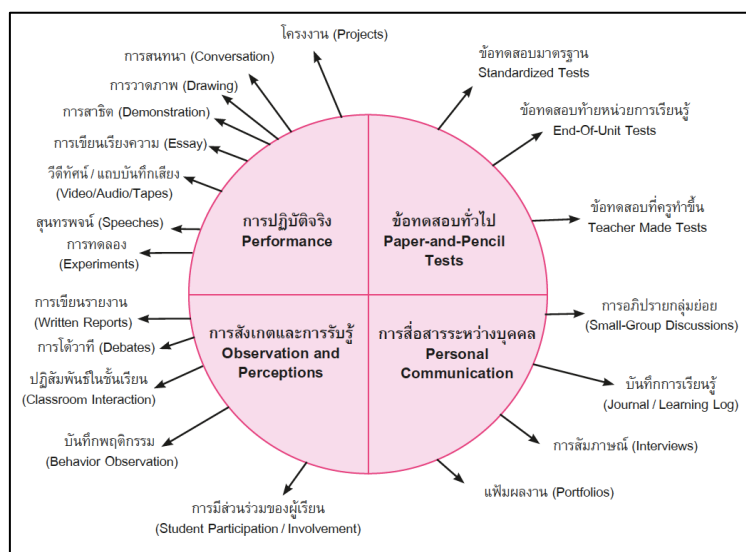 โครงงาน (Projects)
การสนทนา (Conversation)
การวาดภาพ (Drawing)
การสาธิต (Demonstration)
การเขียนเรียงความ (Essay)
วีดีทัศน์ / แถบบันทึกเสียง
(Video/Audio/Tapes)
สุนทรพจน์ (Speeches)
การทดลอง
(Experiments)
การปฏิบัติจริง
Performance
ข้อทดสอบมาตรฐาน
Standardized Tests
ข้อทดสอบท้ายหน่วยการเรียนรู้
End-Of-Unit Tests
ข้อทดสอบที่ครูทำขึ้น
Teacher Made Tests
ข้อทดสอบทั่วไป
Paper-and-Pencil
Tests
การเขียนรายงาน
(Written Reports)
การโต้วาที (Debates)
ปฏิสัมพันธ์ในชั้นเรียน
(Classroom Interaction)
บันทึกพฤติกรรม
(Behavior Observation)
การมีส่วนร่วมของผู้เรียน
(Student Participation / Involvement)
การสังเกตและการรับรู้
Observation and
Perceptions
การสื่อสารระหว่างบุคคล
Personal
Communication
การอภิปรายกลุ่มย่อย
(Small-Group Discussions)
บันทึกการเรียนรู้
(Journal / Learning Log)
การสัมภาษณ์ (Interviews)
แฟ้มผลงาน (Portfolios)